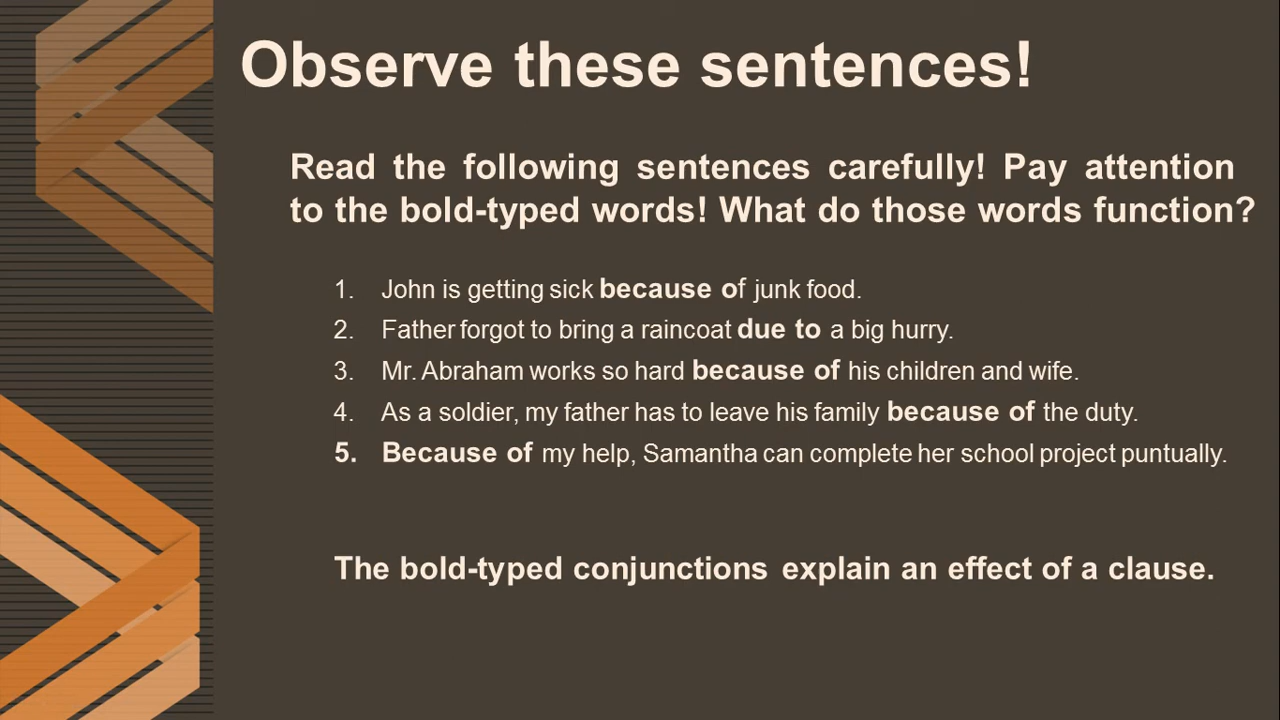 Observe these sentences!
Read the following sentences carefully! Pay attention
to the bold-typed words! What do those words function?
1. John is getting sick because of junk food.
2. Father forgot to bring a raincoat due to a big hurry.
3. Mr. Abraham works so hard because of his children and wife.
4. As a soldier, my father has to leave his family because of the duty.
5. Because of my help, Samantha can complete her school project puntually.
The bold-typed conjunctions explain an effect of a clause.